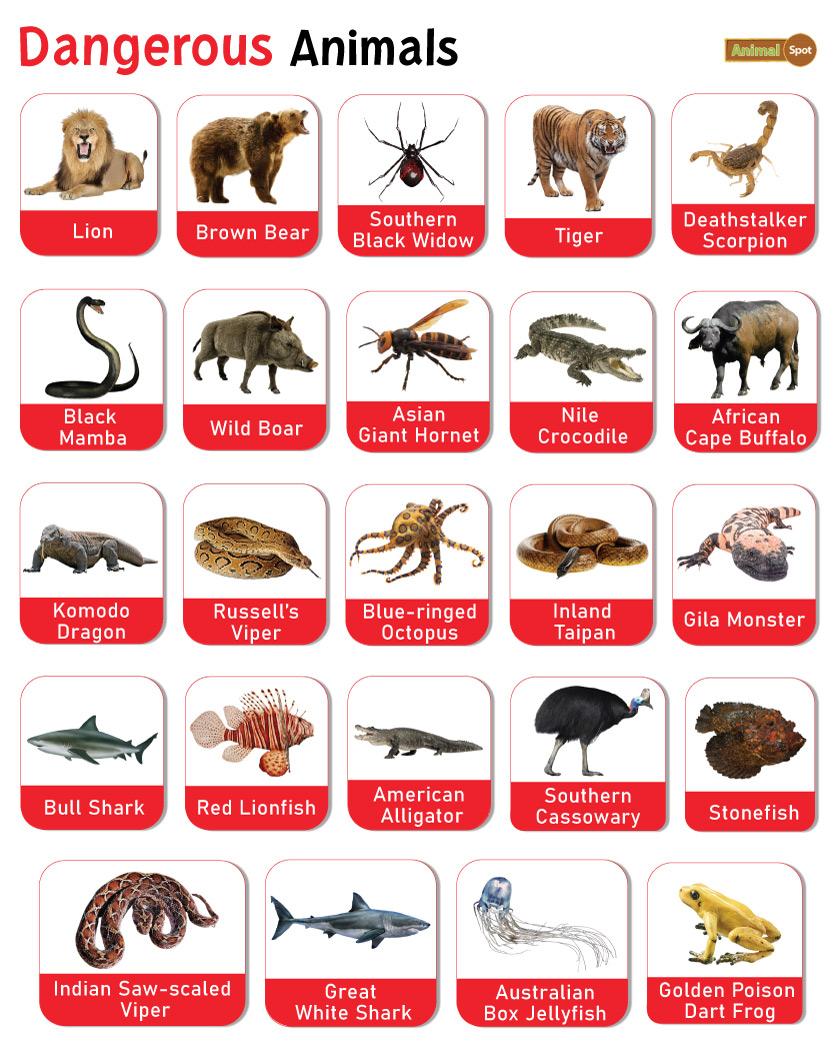 Dangerous Animals
Animal Spot
Lion
Brown Bear
Southern
Black Widow
Tiger
Deathstalker
Scorpion
Black
Mamba
Wild Boar
Asian
Giant Hornet
Nile
Crocodile
African
Cape Buffalo
Komodo
Dragon
Russell's
Viper
Blue-ringed
Octopus
Inland
Taipan
Gila Monster
Bull Shark
Red Lionfish
American
Alligator
Southern
Cassowary
Stonefish
Indian Saw-scaled
Viper
Great
White Shark
Australian
Box Jellyfish
Golden Poison
Dart Frog